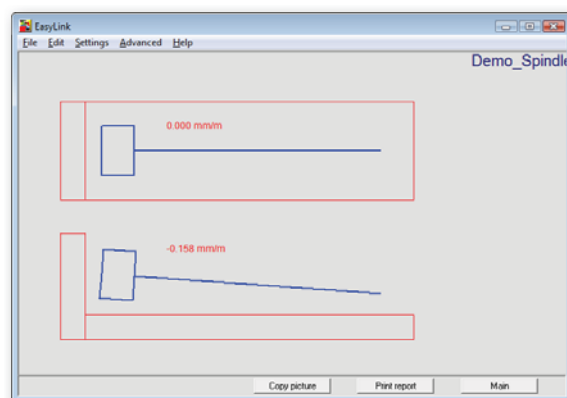 EasyLink
File Edit Settings Advanced Help
Demo_Spindle
0.000 mm/m
-0.158 mm/m
Copy picture Print report Main